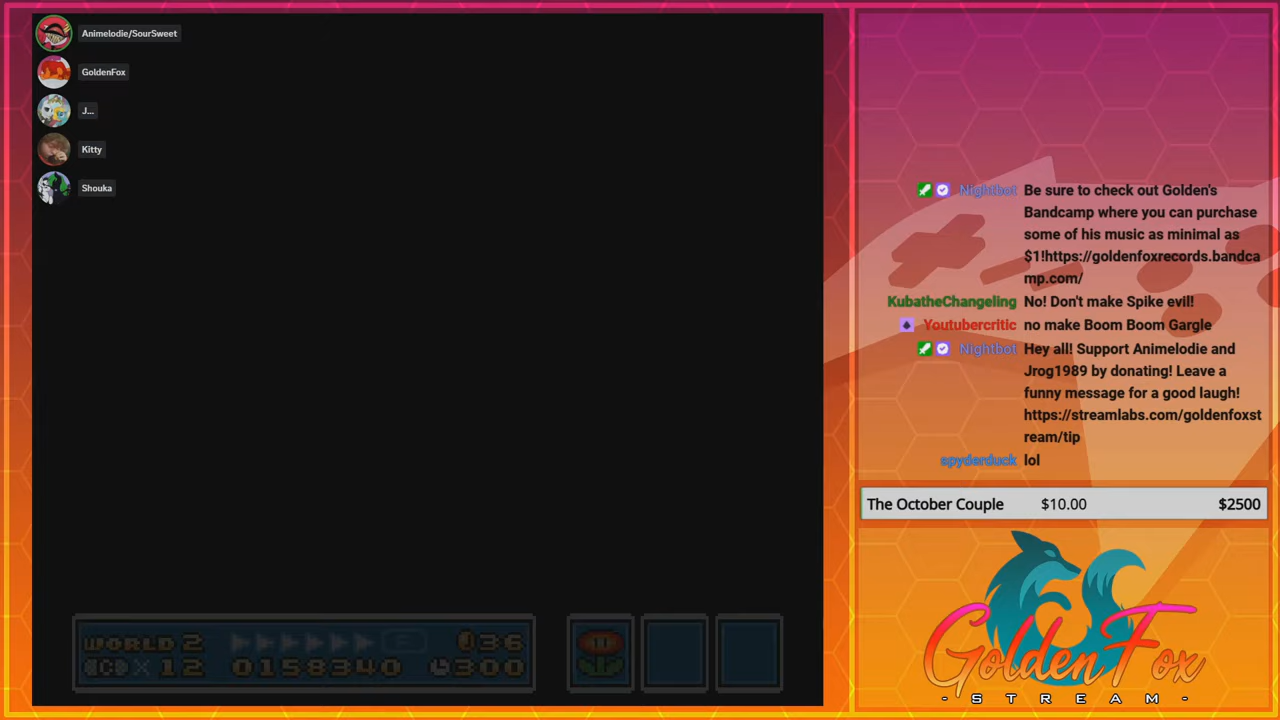 Animelodie/SourSweet
GoldenFox
J...
Kitty
Shouka
WORLD 2
36
(C) x 12 0158340 300
Nightbot Be sure to check out Golden's
Bandcamp where you can purchase
some of his music as minimal as
$1!https://goldenfoxrecords.bandca
mp.com/
KubatheChangeling No! Don't make Spike evil!
Youtubercritic no make Boom Boom Gargle
Nightbot Hey all! Support Animelodie and
Jrog1989 by donating! Leave a
funny message for a good laugh!
https://streamlabs.com/goldenfoxst
ream/tip
spyderduck lol
The October Couple $10.00 $2500
GoldenFox
- STREAM -